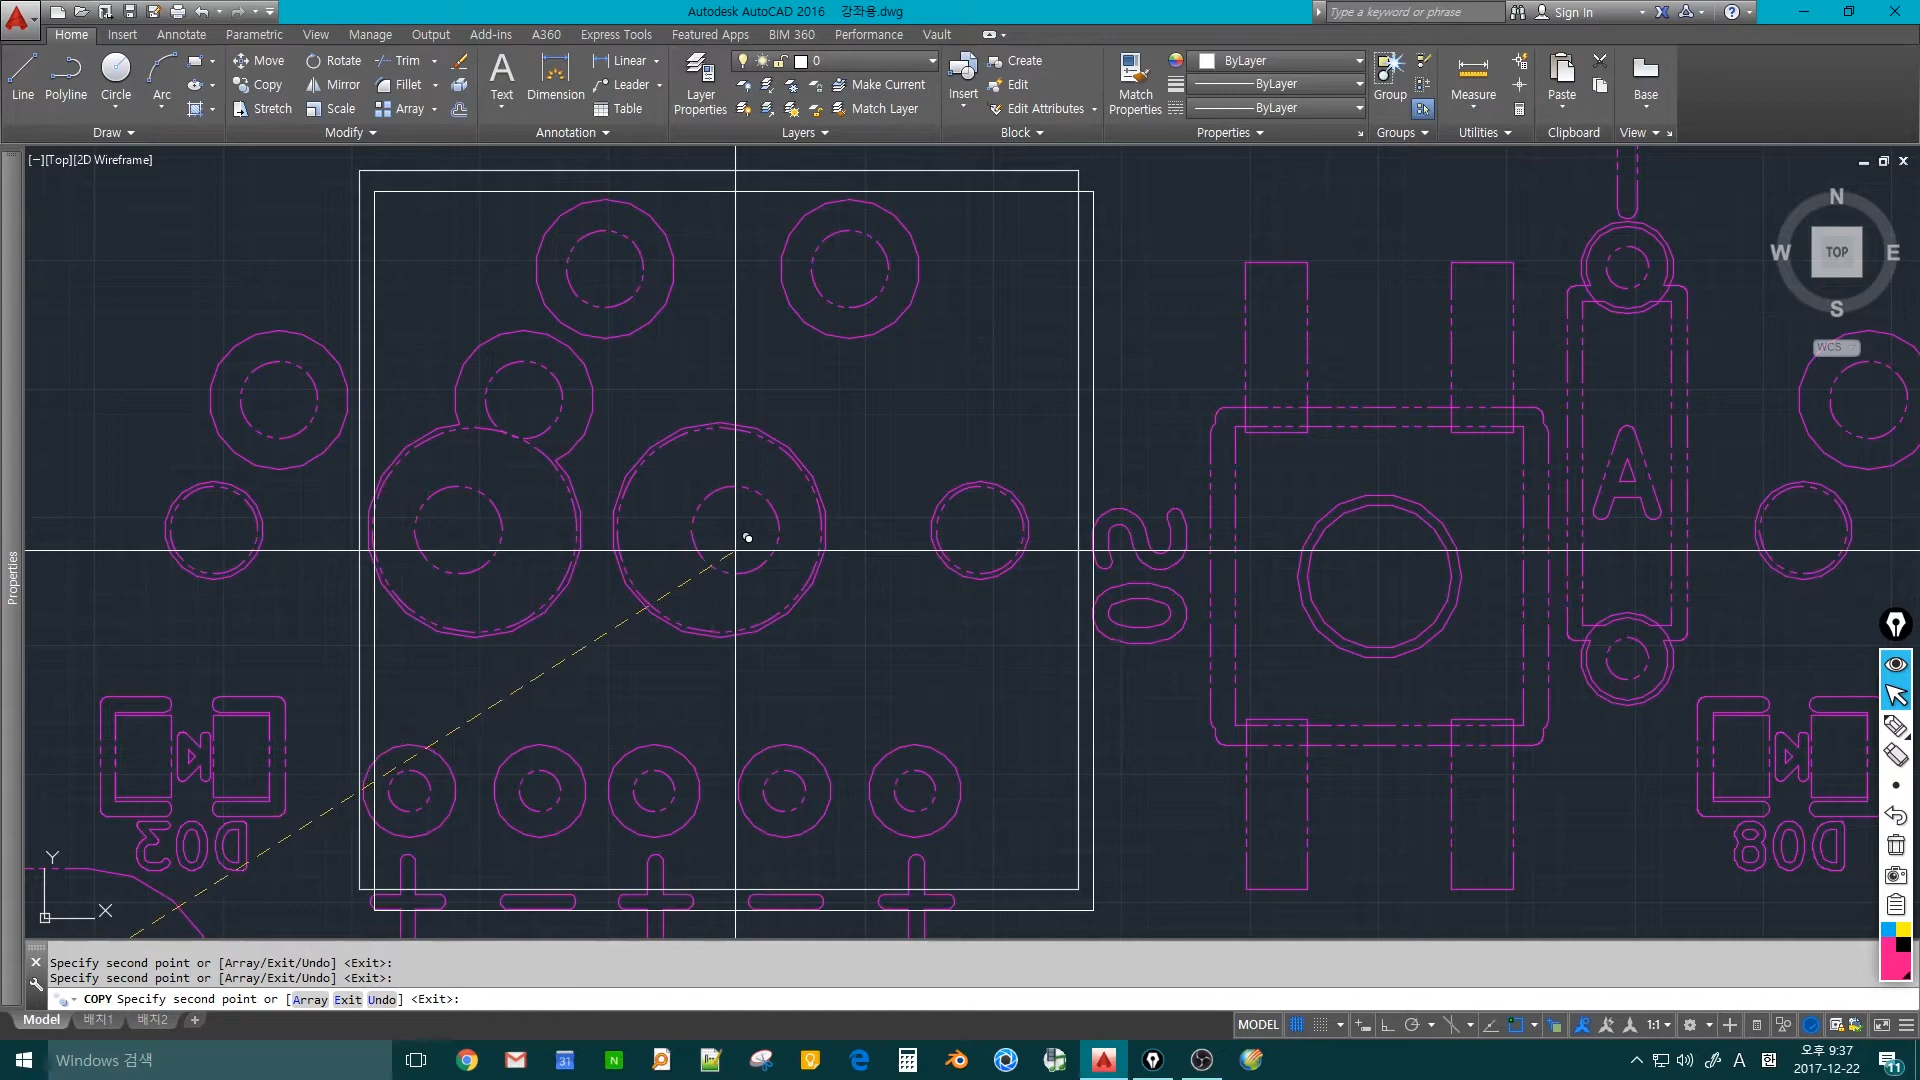 Autodesk AutoCAD 2016 강좌용.dwg
Type a keyword or phrase
Sign In
Home Insert Annotate Parametric View Manage Output Add-ins A360 Express Tools Featured Apps BIM 360 Performance Vault
Line Polyline Circle Arc
Draw
Move Rotate Trim
Copy Mirror Fillet
Stretch Scale Array
Modify
Text Dimension
Linear
Leader
Table
Annotation
Layer Properties
0
Make Current
Match Layer
Layers
Insert
Create
Edit
Edit Attributes
Block
Match Properties
ByLayer
ByLayer
ByLayer
Properties
Group
Groups
Measure
Utilities
Paste
Clipboard
Base
View
[−][Top][2D Wireframe]
N
W TOP E
S
WCS
A
02
D03
D08
Properties
Y
X
Specify second point or [Array/Exit/Undo] <Exit>:
Specify second point or [Array/Exit/Undo] <Exit>:
COPY Specify second point or [Array Exit Undo] <Exit>:
Model 배치1 배치2 +
MODEL
1:1
Windows 검색
31
N
A
오후 9:37
2017-12-22
11